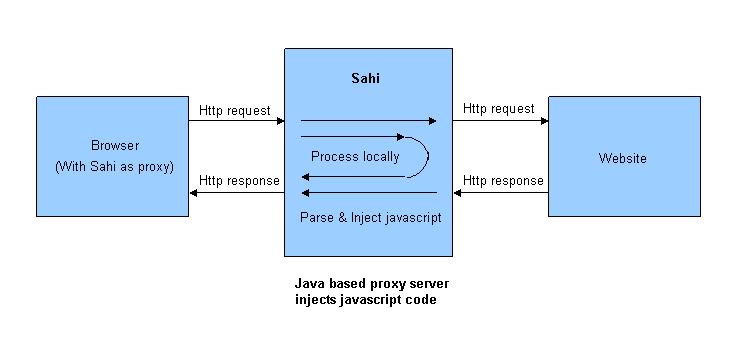 Sahi
Http request
Http request
Browser
(With Sahi as proxy)
Process locally
Website
Http response
Http response
Parse & Inject javascript
Java based proxy server
injects javascript code